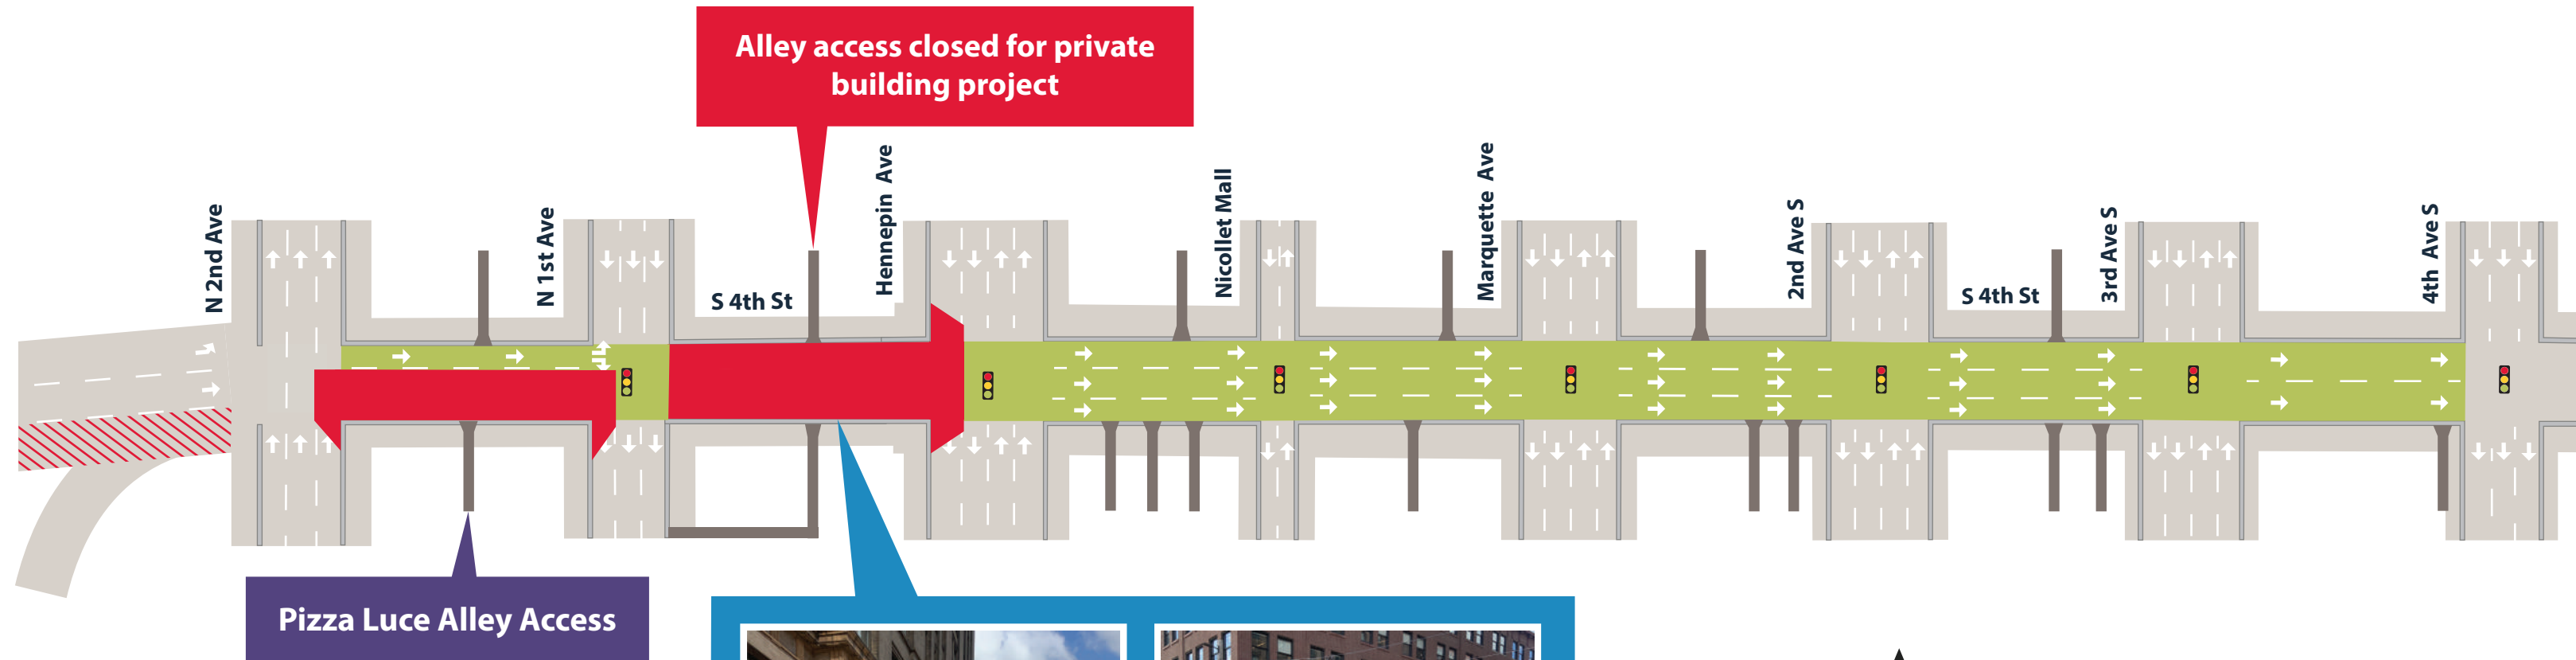 Alley access closed for private
building project
N 2nd Ave
N 1st Ave
S 4th St
Hennepin Ave
Nicollet Mall
Marquette Ave
2nd Ave S
S 4th St
3rd Ave S
4th Ave S
Pizza Luce Alley Access